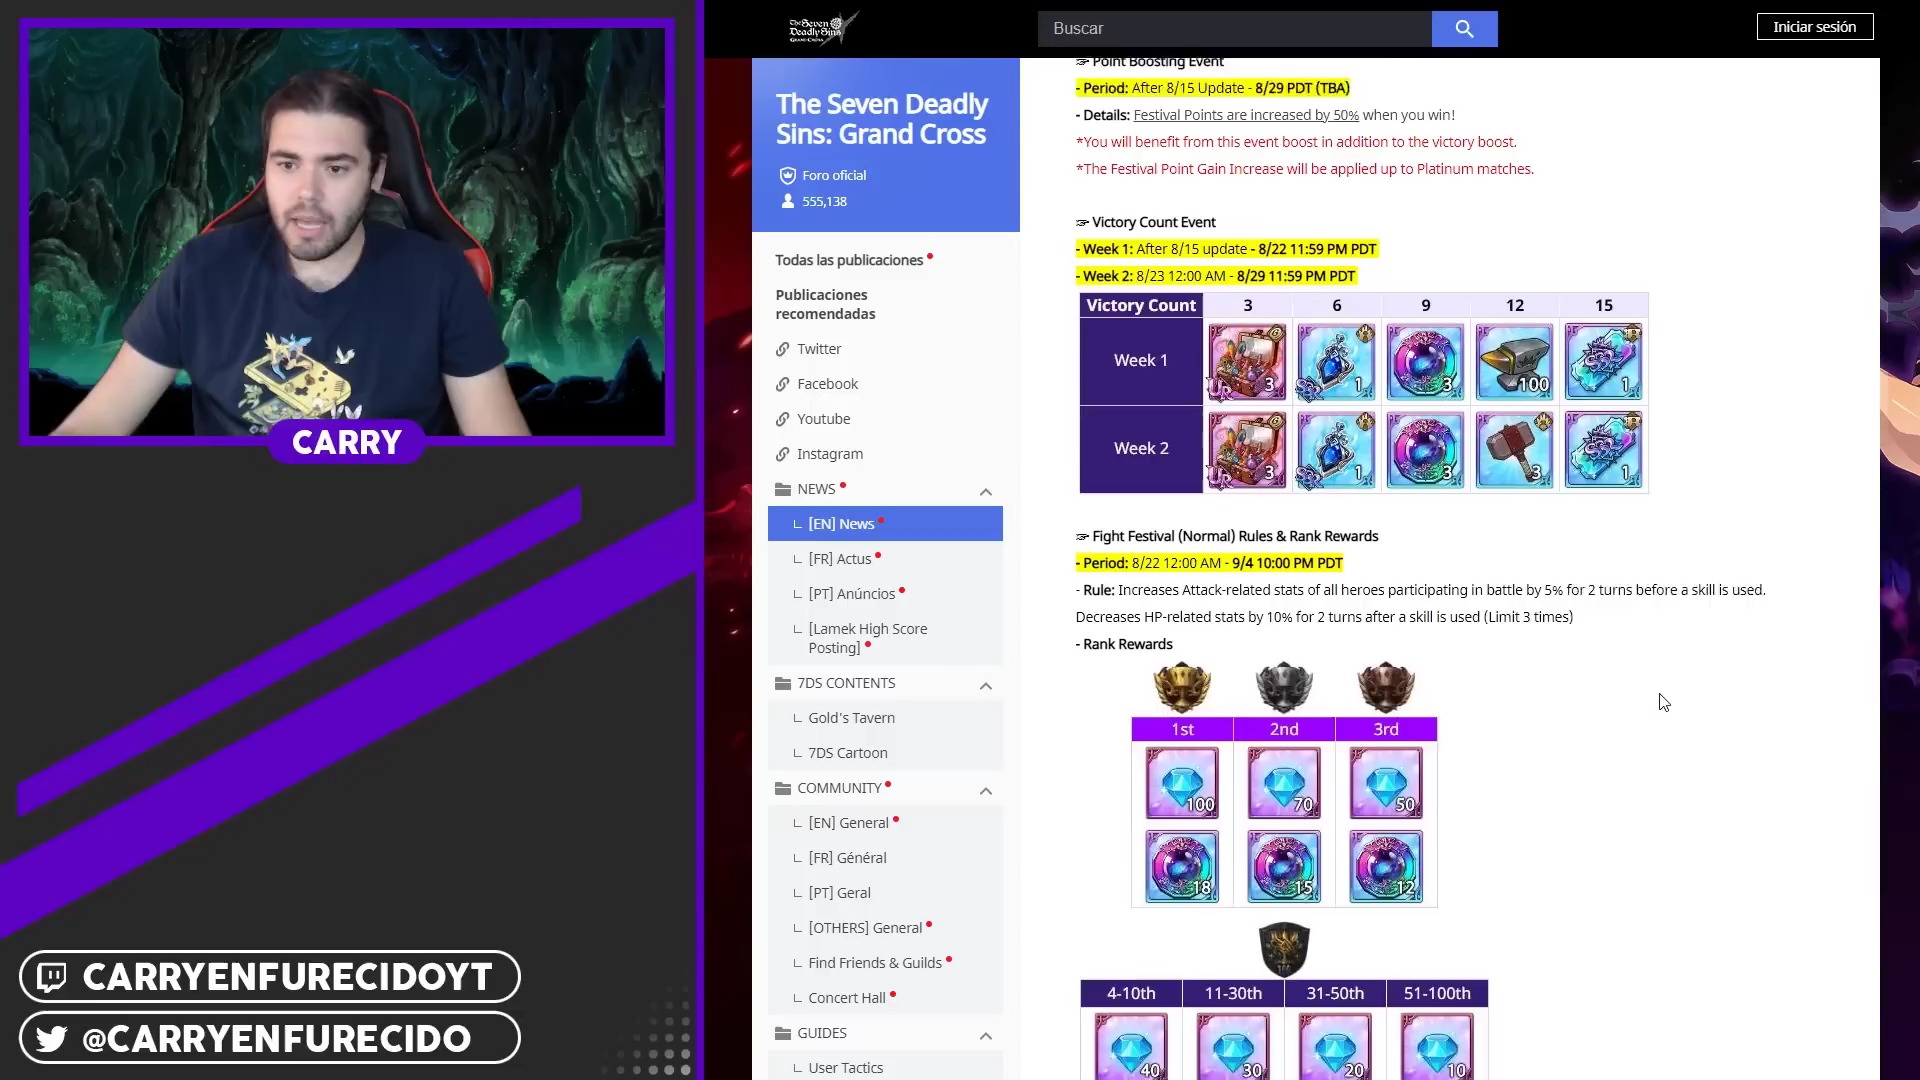 CARRY
CARRYENFURECIDOYT
@CARRYENFURECIDO
The Seven
Deadly Sins
GRAND CROSS
Buscar
Iniciar sesión
The Seven Deadly
Sins: Grand Cross
Foro oficial
555,138
Todas las publicaciones
Publicaciones
recomendadas
Twitter
Facebook
Youtube
Instagram
NEWS
[EN] News
[FR] Actus
[PT] Anúncios
[Lamek High Score
Posting]
7DS CONTENTS
Gold's Tavern
7DS Cartoon
COMMUNITY
[EN] General
[FR] Général
[PT] Geral
[OTHERS] General
Find Friends & Guilds
Concert Hall
GUIDES
User Tactics
☞ Point Boosting Event
- Period: After 8/15 Update - 8/29 PDT (TBA)
- Details: Festival Points are increased by 50% when you win!
*You will benefit from this event boost in addition to the victory boost.
*The Festival Point Gain Increase will be applied up to Platinum matches.
☞ Victory Count Event
- Week 1: After 8/15 update - 8/22 11:59 PM PDT
- Week 2: 8/23 12:00 AM - 8/29 11:59 PM PDT
Victory Count 3 6 9 12 15
Week 1 UR 3 SSR 1 3 100 1
Week 2 UR 3 SSR 1 3 3 1
☞ Fight Festival (Normal) Rules & Rank Rewards
- Period: 8/22 12:00 AM - 9/4 10:00 PM PDT
- Rule: Increases Attack-related stats of all heroes participating in battle by 5% for 2 turns before a skill is used.
Decreases HP-related stats by 10% for 2 turns after a skill is used (Limit 3 times)
- Rank Rewards
1st 2nd 3rd
100 70 50
18 15 12
100
4-10th 11-30th 31-50th 51-100th
40 30 20 10